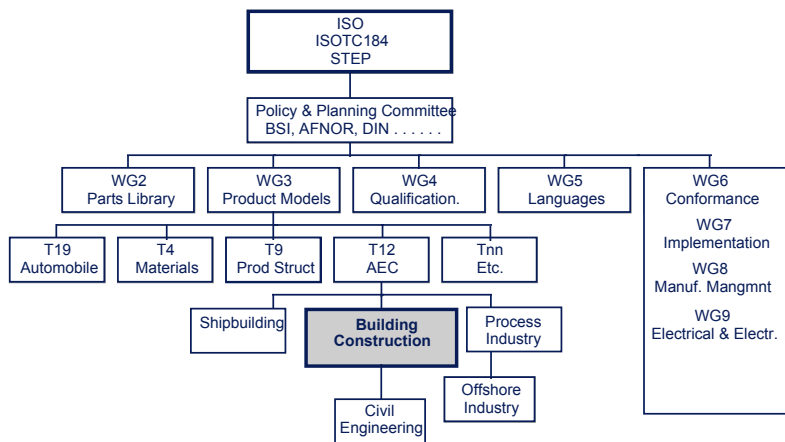 ISO
ISOTC184
STEP
Policy & Planning Committee
BSI, AFNOR, DIN . . . . . .
WG2
Parts Library
WG3
Product Models
WG4
Qualification.
WG5
Languages
WG6
Conformance
WG7
Implementation
WG8
Manuf. Mangmnt
WG9
Electrical & Electr.
T19
Automobile
T4
Materials
T9
Prod Struct
T12
AEC
Tnn
Etc.
Shipbuilding
Building
Construction
Process
Industry
Civil
Engineering
Offshore
Industry